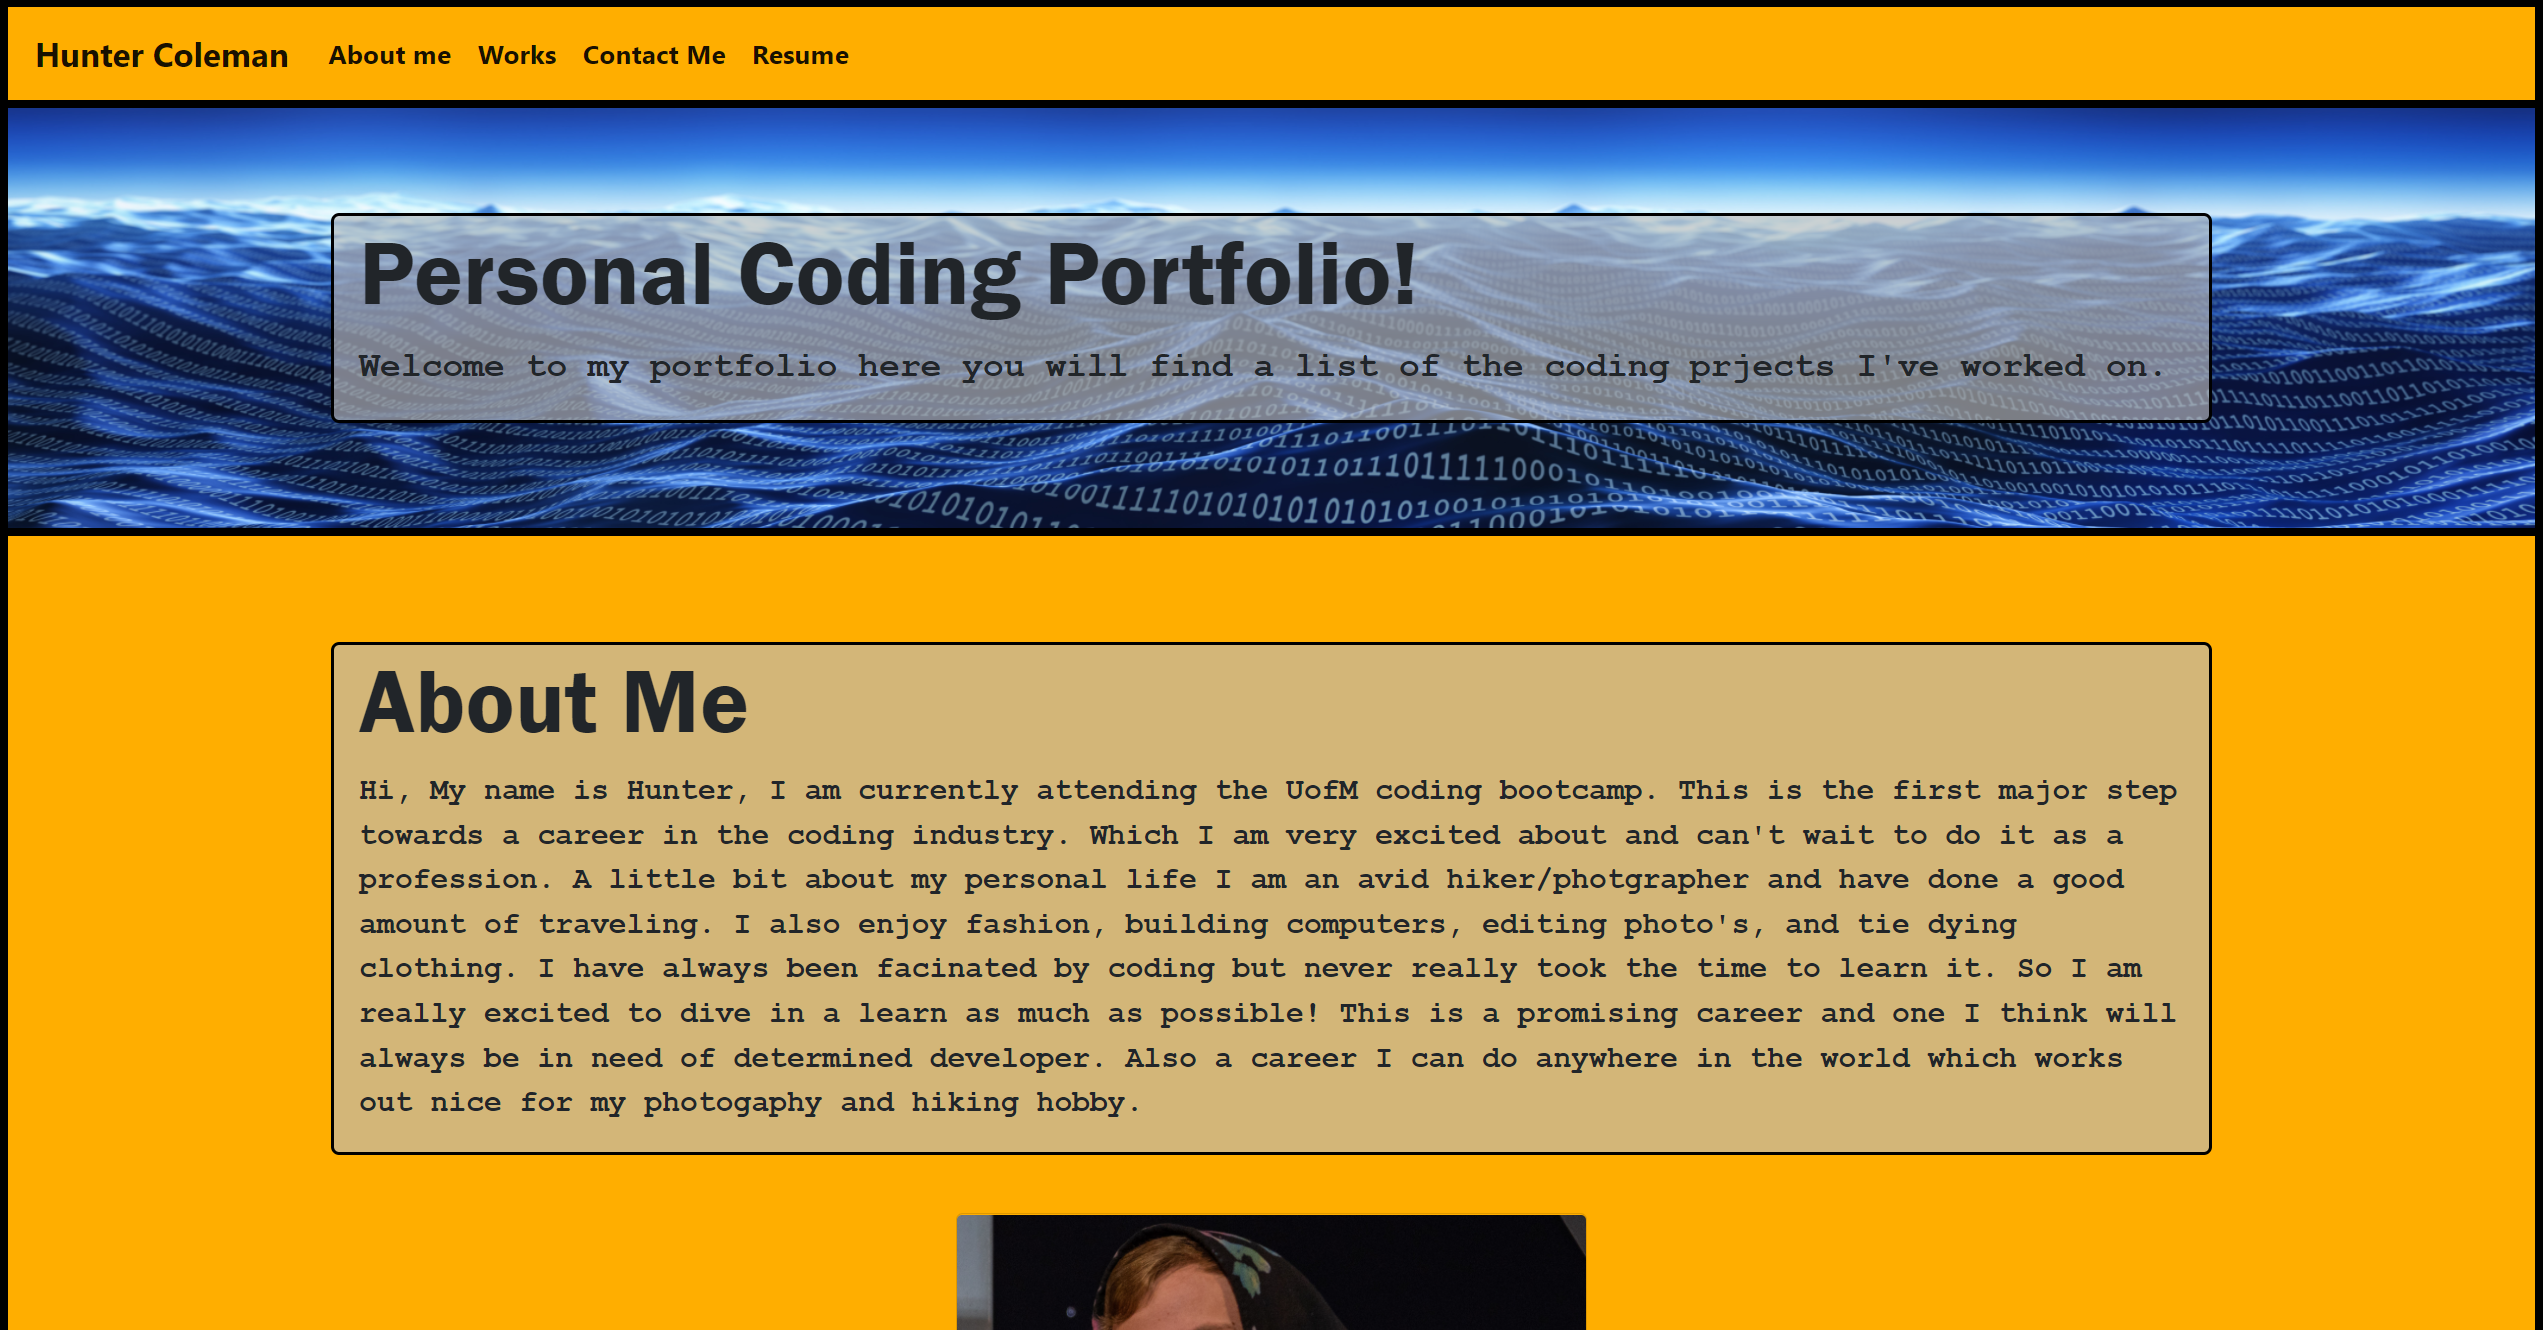 Hunter Coleman About me Works Contact Me Resume
Personal Coding Portfolio!
Welcome to my portfolio here you will find a list of the coding prjects I've worked on.
About Me
Hi, My name is Hunter, I am currently attending the UofM coding bootcamp. This is the first major step
towards a career in the coding industry. Which I am very excited about and can't wait to do it as a
profession. A little bit about my personal life I am an avid hiker/photgrapher and have done a good
amount of traveling. I also enjoy fashion, building computers, editing photo's, and tie dying
clothing. I have always been facinated by coding but never really took the time to learn it. So I am
really excited to dive in a learn as much as possible! This is a promising career and one I think will
always be in need of determined developer. Also a career I can do anywhere in the world which works
out nice for my photogaphy and hiking hobby.